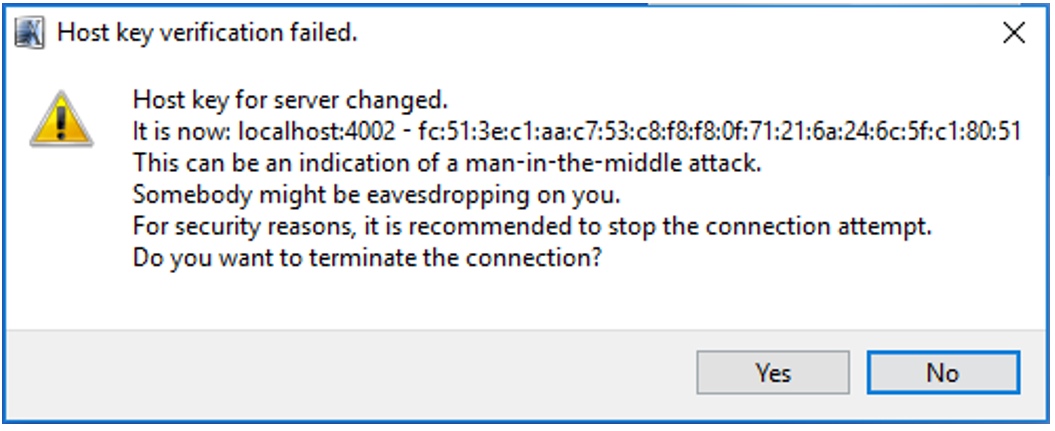 Host key verification failed.
Host key for server changed.
It is now: localhost:4002 - fc:51:3e:c1:aa:c7:53:c8:f8:f8:0f:71:21:6a:24:6c:5f:c1:80:51
This can be an indication of a man-in-the-middle attack.
Somebody might be eavesdropping on you.
For security reasons, it is recommended to stop the connection attempt.
Do you want to terminate the connection?
Yes
No